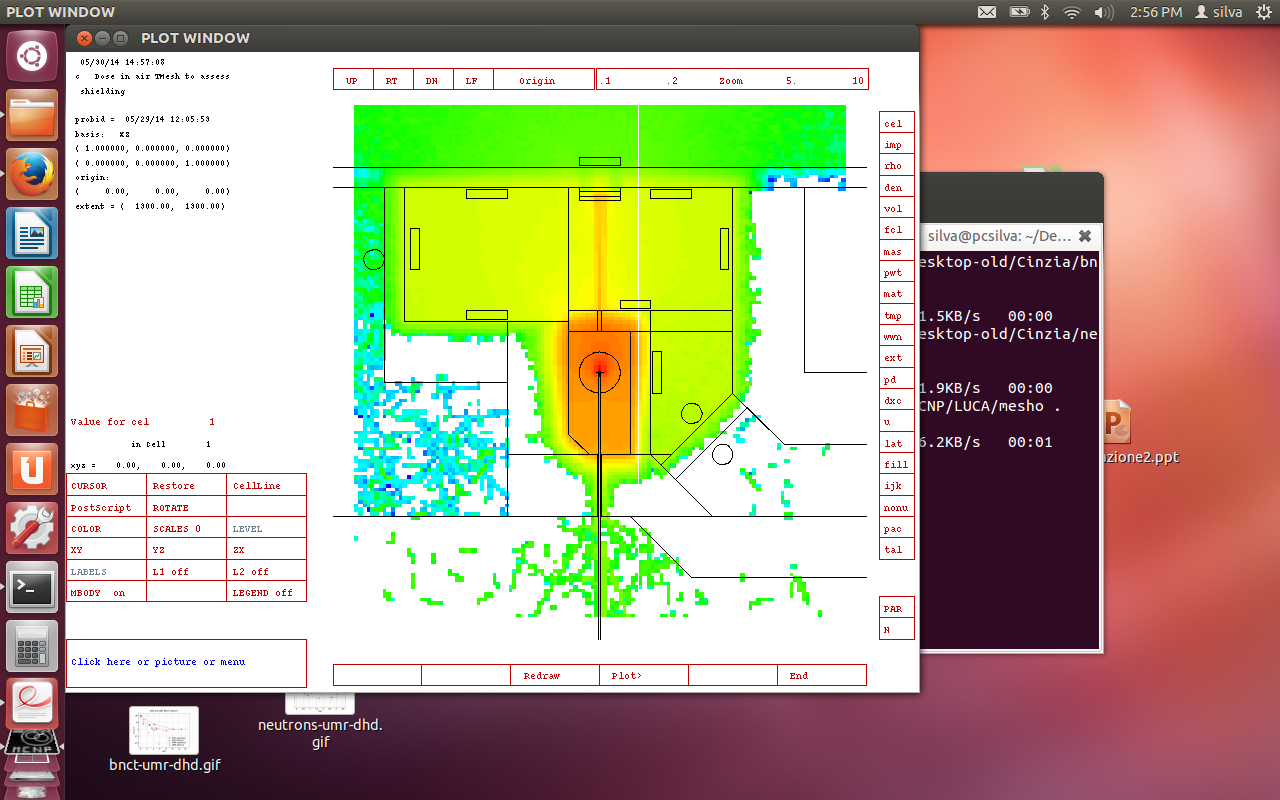 PLOT WINDOW
2:56 PM
silva
PLOT WINDOW
05/30/14 14:57:08
c Dose in air TMesh to assess
shielding
probid = 05/29/14 12:05:53
basis: XZ
( 1.000000, 0.000000, 0.000000)
( 0.000000, 0.000000, 1.000000)
origin:
( 0.00, 0.00, 0.00)
extent = ( 1300.00, 1300.00)
UP RT DN LF Origin .1 .2 Zoom 5. 10
cel
imp
rho
den
vol
fcl
mas
pwt
mat
tmp
wwn
ext
pd
dxc
u
lat
fill
ijk
nonu
pac
tal
PAR
N
Value for cel 1
in Cell 1
xyz = 0.00, 0.00, 0.00
CURSOR Restore CellLine
PostScript ROTATE
COLOR SCALES 0 LEVEL
XY YZ ZX
LABELS L1 off L2 off
MBODY on LEGEND off
Click here or picture or menu
Redraw Plot> End
silva@pcsilva: ~/De...
esktop-old/Cinzia/bn
1.5KB/s 00:00
esktop-old/Cinzia/ne
1.9KB/s 00:00
CNP/LUCA/mesho .
6.2KB/s 00:01
azione2.ppt
neutrons-umr-dhd.
gif
bnct-umr-dhd.gif
MCNP